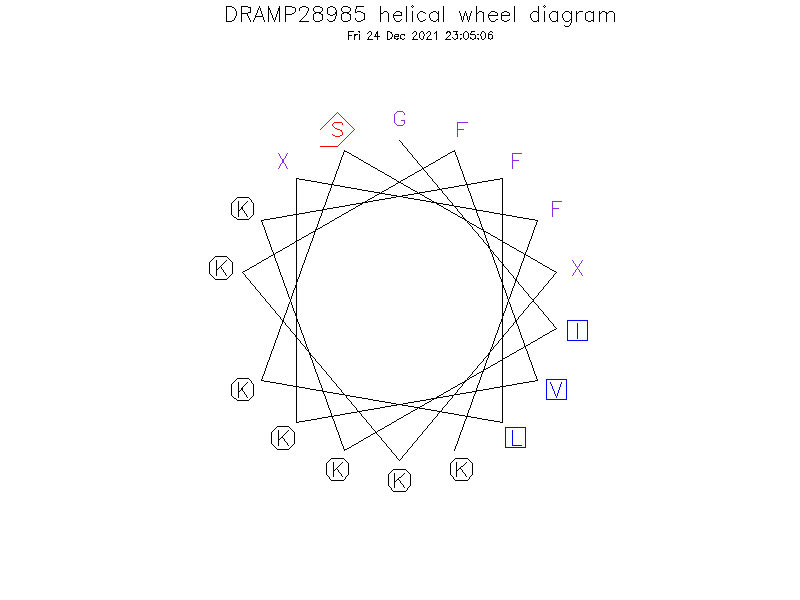 DRAMP28985 helical wheel diagram
Fri 24 Dec 2021 23:05:06
G
S F
X F
K F
K X
I
K V
K L
K K
K